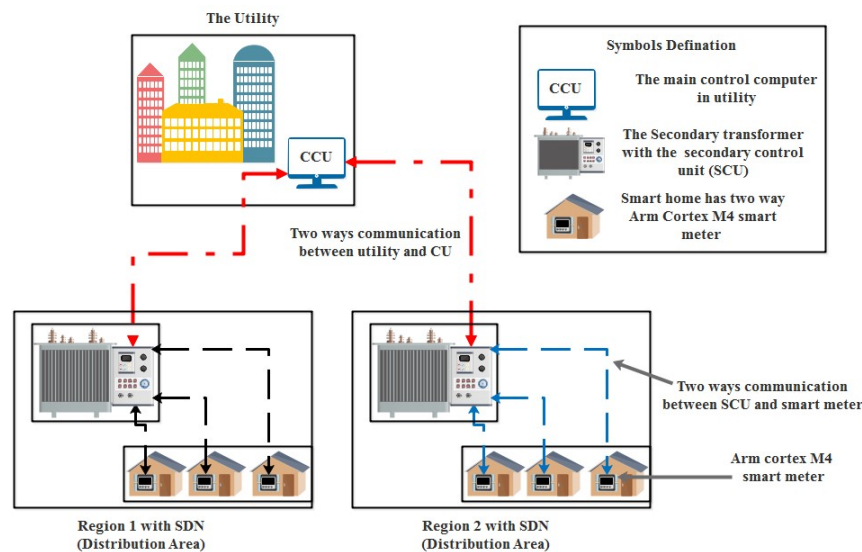 The Utility
CCU
Two ways communication
between utility and CU
Symbols Defination
CCU
The main control computer
in utility
The Secondary transformer
with the secondary control
unit (SCU)
Smart home has two way
Arm Cortex M4 smart
meter
Two ways communication
between SCU and smart meter
Arm cortex M4
smart meter
Region 1 with SDN
(Distribution Area)
Region 2 with SDN
(Distribution Area)